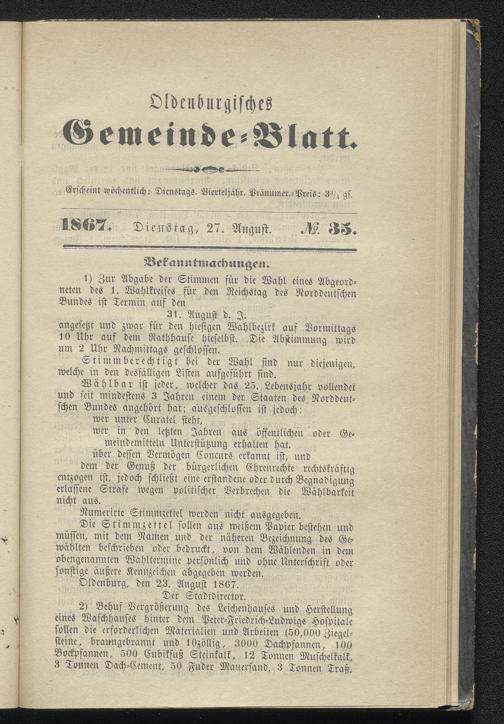 Oldenburgisches
Gemeinde-Blatt.
Erscheint wöchentlich: Dienstags. Vierteljähr. Pränumer.-Preis: 3¾ gs.
1867. Dienstag, 27. August. № 35.
Bekanntmachungen.
1) Zur Abgabe der Stimmen für die Wahl eines Abgeord-
neten des 1. Wahlkreises für den Reichstag des Norddeutschen
Bundes ist Termin auf den
31. August d. J.
angesetzt und zwar für den hiesigen Wahlbezirk auf Vormittags
10 Uhr auf dem Rathhause hieselbst. Die Abstimmung wird
um 2 Uhr Nachmittags geschlossen.
Stimmberechtigt bei der Wahl sind nur diejenigen,
welche in den desfälligen Listen aufgeführt sind.
Wählbar ist jeder, welcher das 25. Lebensjahr vollendet
und seit mindestens 3 Jahren einem der Staaten des Norddeut-
schen Bundes angehört hat; ausgeschlossen ist jedoch:
wer unter Curatel steht,
wer in den letzten Jahren aus öffentlichen oder Ge-
meindemitteln Unterstützung erhalten hat,
über dessen Vermögen Concurs erkannt ist, und
dem der Genuß der bürgerlichen Ehrenrechte rechtskräftig
entzogen ist, jedoch schließt eine erstandene oder durch Begnadigung
erlassene Strafe wegen politischer Verbrechen die Wählbarkeit
nicht aus.
Numerirte Stimmzettel werden nicht ausgegeben.
Die Stimmzettel sollen aus weißem Papier bestehen und
müssen, mit dem Namen und der näheren Bezeichnung des Ge-
wählten beschrieben oder bedruckt, von dem Wählenden in dem
obengenannten Wahltermine persönlich und ohne Unterschrift oder
sonstige äußere Kennzeichen abgegeben werden.
Oldenburg, den 23. August 1867.
Der Stadtdirector.
2) Behuf Vergrößerung des Leichenhauses und Herstellung
eines Waschhauses hinter dem Peter-Friedrich-Ludwigs Hospitale
sollen die erforderlichen Materialien und Arbeiten (50,000 Ziegel-
steine, braungebrannt und 10zöllig, 3000 Dachpfannen, 100
Bockpfannen, 500 Cubikfuß Steinkalk, 12 Tonnen Muschelkalk,
3 Tonnen Dach-Cement, 50 Fuder Mauersand, 3 Tonnen Traß,